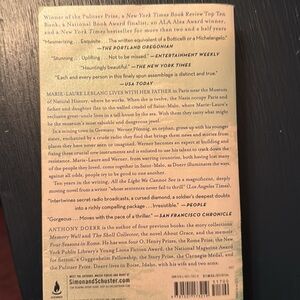 Winner of the Pulitzer Prize, a New York Times Book Review Top Ten
Book, a National Book Award finalist, an ALA Alex Award winner,
and a New York Times bestseller for more than two and a half years
"Mesmerizing ... Exquisite ... The written equivalent of a Botticelli or a Michelangelo."
—THE PORTLAND OREGONIAN
"Stunning ... Uplifting ... Not to be missed." —ENTERTAINMENT WEEKLY
"Hauntingly beautiful." —THE NEW YORK TIMES
"Each and every person in this finely spun assemblage is distinct and true."
—USA TODAY
MARIE-LAURE LEBLANC LIVES WITH HER FATHER in Paris near the Museum
of Natural History, where he works. When she is twelve, the Nazis occupy Paris and
father and daughter flee to the walled citadel of Saint-Malo, where Marie-Laure's
reclusive great-uncle lives in a tall house by the sea. With them they carry what might be
the museum's most valuable and dangerous jewel.
In a mining town in Germany, Werner Pfennig, an orphan, grows up with his younger
sister, enchanted by a crude radio they find that brings them news and stories from
places they have never seen or imagined. Werner becomes an expert at building and
fixing these crucial new instruments and is enlisted to use his talent to track down the
resistance. Marie-Laure and Werner, from warring countries, both having lost many
of the people they loved, come together in Saint-Malo, as Doerr illuminates the ways,
against all odds, people try to be good to one another.
Ten years in the writing, All the Light We Cannot See is a magnificent, deeply
moving novel from a writer "whose sentences never fail to thrill" (Los Angeles Times).
"Intertwines secret radio broadcasts, a cursed diamond, a soldier's deepest doubts
into a richly compelling package ... Irresistible." —PEOPLE
"Gorgeous ... Moves with the pace of a thriller." —SAN FRANCISCO CHRONICLE
ANTHONY DOERR is the author of four previous books: the story collections
Memory Wall and The Shell Collector, the novel About Grace, and the memoir
Four Seasons in Rome. He has won four O. Henry Prizes, the Rome Prize, the New
York Public Library's Young Lions Fiction Award, the National Magazine Award
for fiction, a Guggenheim Fellowship, the Story Prize, the Carnegie Medal, and
the Pulitzer Prize. Doerr lives in Boise, Idaho, with his wife and two sons.
SimonandSchuster.com